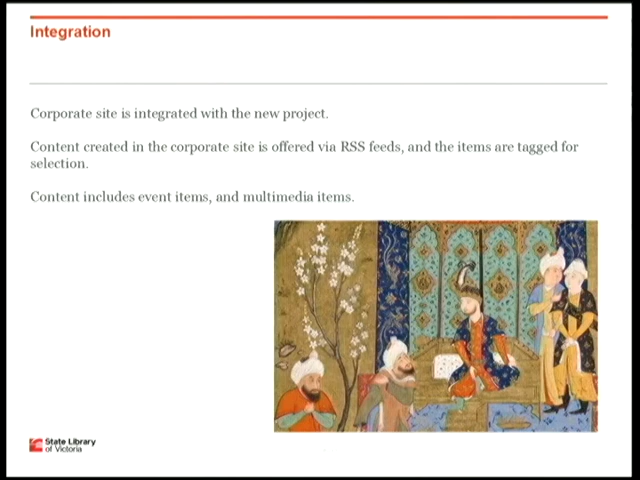 Integration
Corporate site is integrated with the new project.
Content created in the corporate site is offered via RSS feeds, and the items are tagged for
selection.
Content includes event items, and multimedia items.
State Library
of Victoria